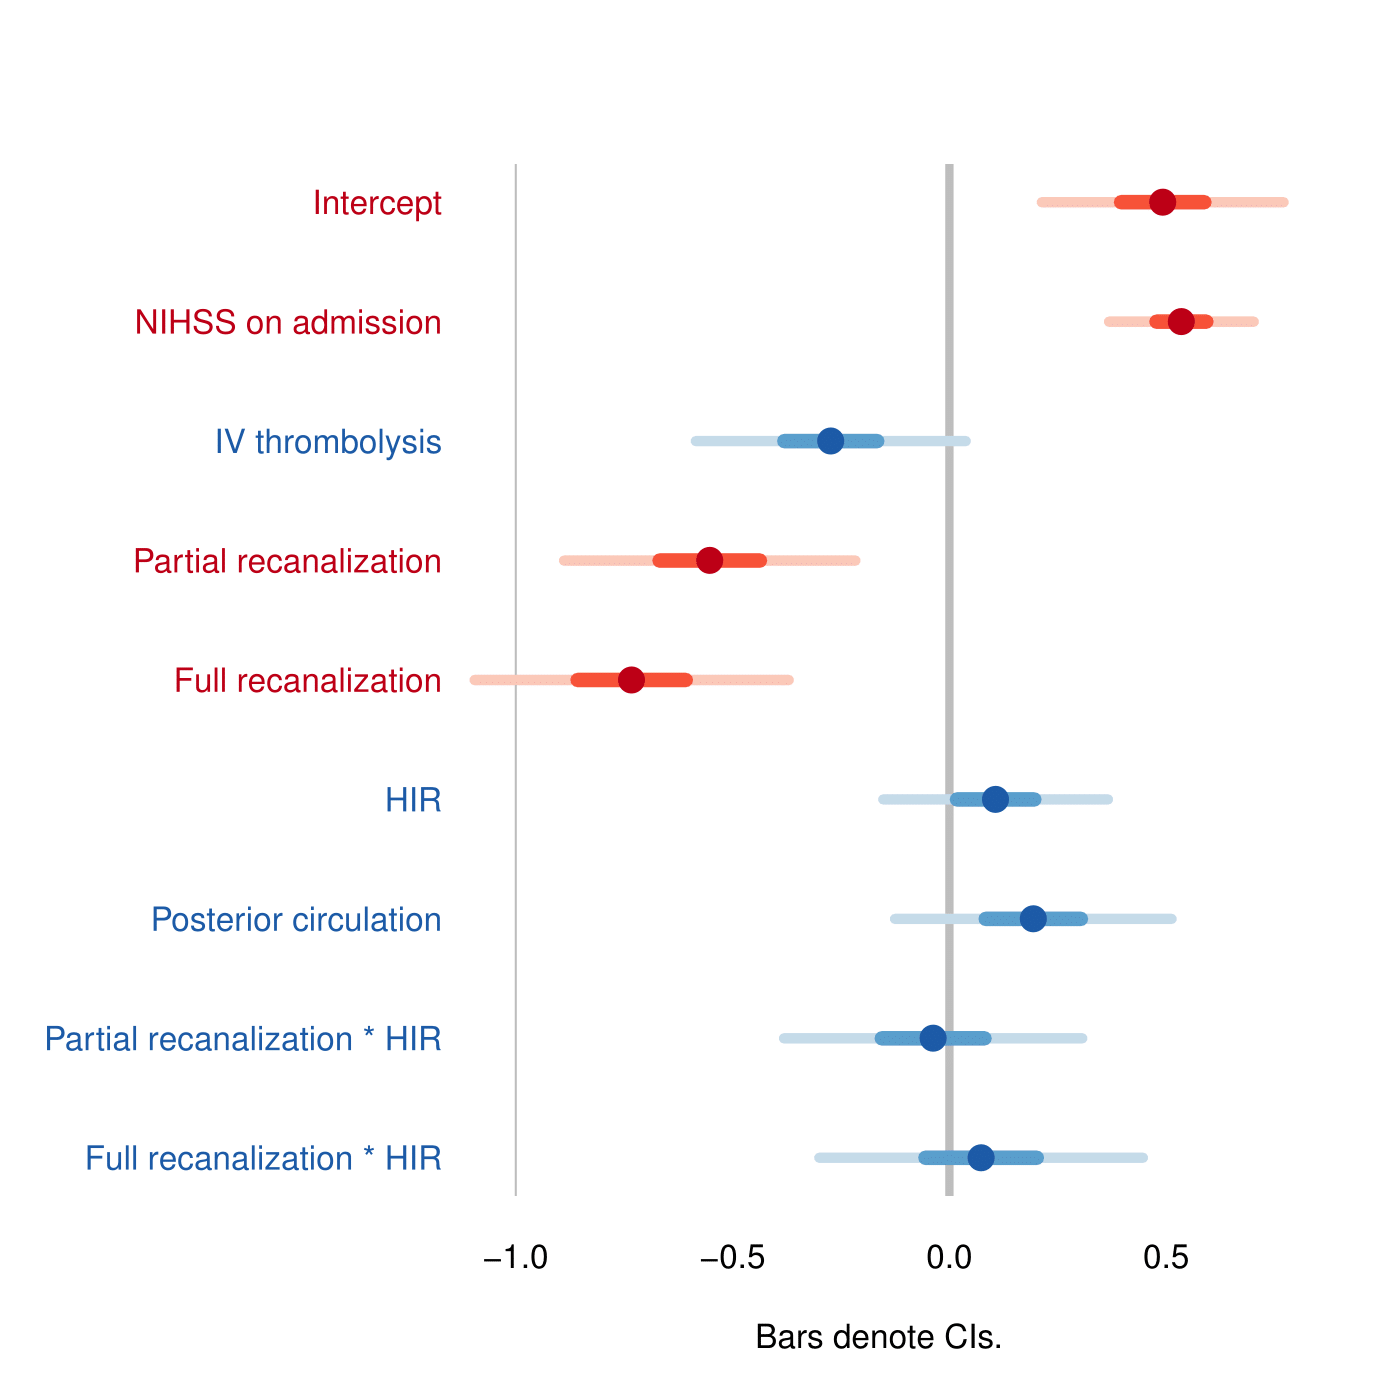 Intercept
NIHSS on admission
IV thrombolysis
Partial recanalization
Full recanalization
HIR
Posterior circulation
Partial recanalization * HIR
Full recanalization * HIR
−1.0 −0.5 0.0 0.5
Bars denote CIs.